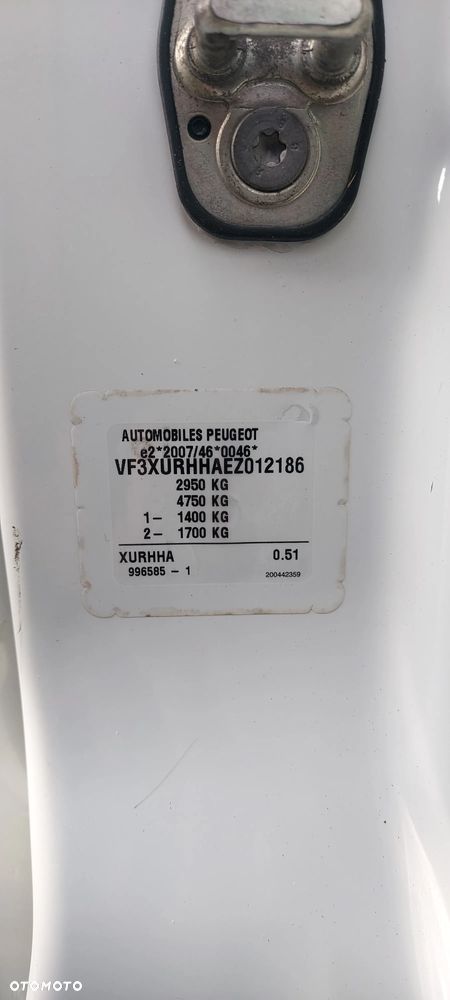 AUTOMOBILES PEUGEOT
e2*2007/46*0046*
VF3XURHHAEZ012186
2950 KG
4750 KG
1- 1400 KG
2- 1700 KG
XURHHA 0.51
996585 - 1 200442359
OTOMOTO